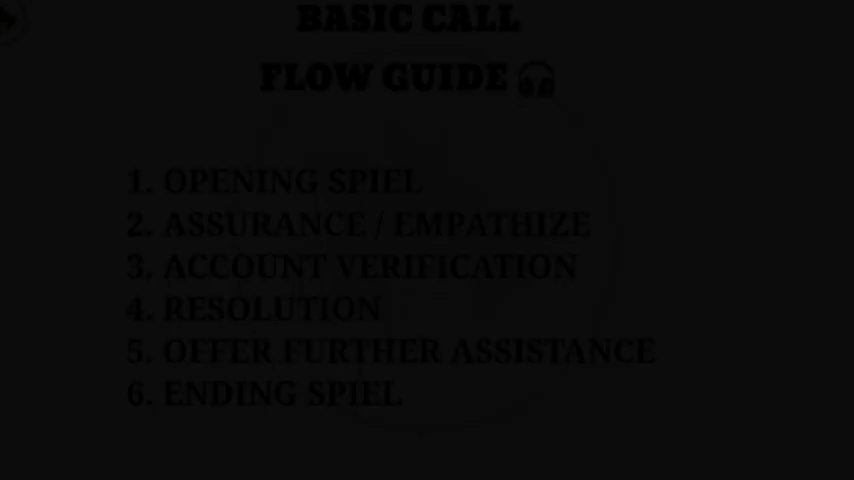 BASIC CALL
FLOW GUIDE 🎧
1. OPENING SPIEL
2. ASSURANCE / EMPATHIZE
3. ACCOUNT VERIFICATION
4. RESOLUTION
5. OFFER FURTHER ASSISTANCE
6. ENDING SPIEL